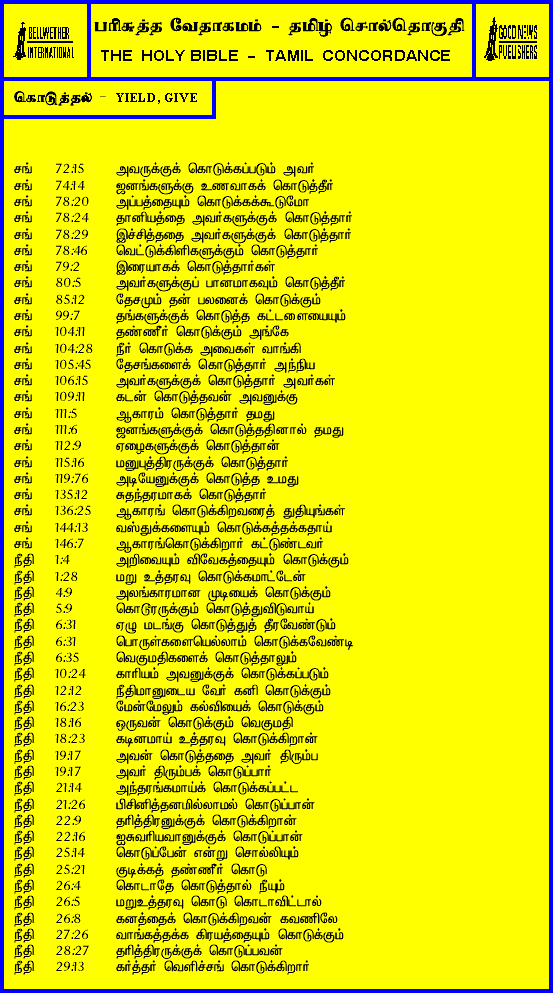 BELLWETHER
INTERNATIONAL
பரிசுத்த வேதாகமம் - தமிழ் சொல்தொகுதி
THE HOLY BIBLE - TAMIL CONCORDANCE
GOOD NEWS
PUBLISHERS
கொடுத்தல் - YIELD, GIVE
சங் 72:15 அவருக்குக் கொடுக்கப்படும் அவர்
சங் 74:14 ஜனங்களுக்கு உணவாகக் கொடுத்தீர்
சங் 78:20 அப்பத்தையும் கொடுக்கக்கூடுமோ
சங் 78:24 தானியத்தை அவர்களுக்குக் கொடுத்தார்
சங் 78:29 இச்சித்ததை அவர்களுக்குக் கொடுத்தார்
சங் 78:46 வெட்டுக்கிளிகளுக்கும் கொடுத்தார்
சங் 79:2 இரையாகக் கொடுத்தார்கள்
சங் 80:5 அவர்களுக்குப் பானமாகவும் கொடுத்தீர்
சங் 85:12 தேசமும் தன் பலனைக் கொடுக்கும்
சங் 99:7 தங்களுக்குக் கொடுத்த கட்டளையையும்
சங் 104:11 தண்ணீர் கொடுக்கும் அங்கே
சங் 104:28 நீர் கொடுக்க அவைகள் வாங்கி
சங் 105:45 தேசங்களைக் கொடுத்தார் அந்நிய
சங் 106:15 அவர்களுக்குக் கொடுத்தார் அவர்கள்
சங் 109:11 கடன் கொடுத்தவன் அவனுக்கு
சங் 111:5 ஆகாரம் கொடுத்தார் தமது
சங் 111:6 ஜனங்களுக்குக் கொடுத்ததினால் தமது
சங் 112:9 ஏழைகளுக்குக் கொடுத்தான்
சங் 115:16 மனுபுத்திரருக்குக் கொடுத்தார்
சங் 119:76 அடியேனுக்குக் கொடுத்த உமது
சங் 135:12 சுதந்தரமாகக் கொடுத்தார்
சங் 136:25 ஆகாரங் கொடுக்கிறவரைத் துதியுங்கள்
சங் 144:13 வஸ்துக்களையும் கொடுக்கத்தக்கதாய்
சங் 146:7 ஆகாரங்கொடுக்கிறார் கட்டுண்டவர்
நீதி 1:4 அறிவையும் விவேகத்தையும் கொடுக்கும்
நீதி 1:28 மறு உத்தரவு கொடுக்கமாட்டேன்
நீதி 4:9 அலங்காரமான முடியைக் கொடுக்கும்
நீதி 5:9 கொடூரருக்கும் கொடுத்துவிடுவாய்
நீதி 6:31 ஏழு மடங்கு கொடுத்துத் தீரவேண்டும்
நீதி 6:31 பொருள்களையெல்லாம் கொடுக்கவேண்டி
நீதி 6:35 வெகுமதிகளைக் கொடுத்தாலும்
நீதி 10:24 காரியம் அவனுக்குக் கொடுக்கப்படும்
நீதி 12:12 நீதிமானுடைய வேர் கனி கொடுக்கும்
நீதி 16:23 மேன்மேலும் கல்வியைக் கொடுக்கும்
நீதி 18:16 ஒருவன் கொடுக்கும் வெகுமதி
நீதி 18:23 கடினமாய் உத்தரவு கொடுக்கிறான்
நீதி 19:17 அவன் கொடுத்ததை அவர் திரும்ப
நீதி 19:17 அவர் திரும்பக் கொடுப்பார்
நீதி 21:14 அந்தரங்கமாய்க் கொடுக்கப்பட்ட
நீதி 21:26 பிசினித்தனமில்லாமல் கொடுப்பான்
நீதி 22:9 தரித்திரனுக்குக் கொடுக்கிறான்
நீதி 22:16 ஐசுவரியவானுக்குக் கொடுப்பான்
நீதி 25:14 கொடுப்பேன் என்று சொல்லியும்
நீதி 25:21 குடிக்கத் தண்ணீர் கொடு
நீதி 26:4 கொடாதே கொடுத்தால் நீயும்
நீதி 26:5 மறுஉத்தரவு கொடு கொடாவிட்டால்
நீதி 26:8 கனத்தைக் கொடுக்கிறவன் கவணிலே
நீதி 27:26 வாங்கத்தக்க கிரயத்தையும் கொடுக்கும்
நீதி 28:27 தரித்திரருக்குக் கொடுப்பவன்
நீதி 29:13 கர்த்தர் வெளிச்சங் கொடுக்கிறார்